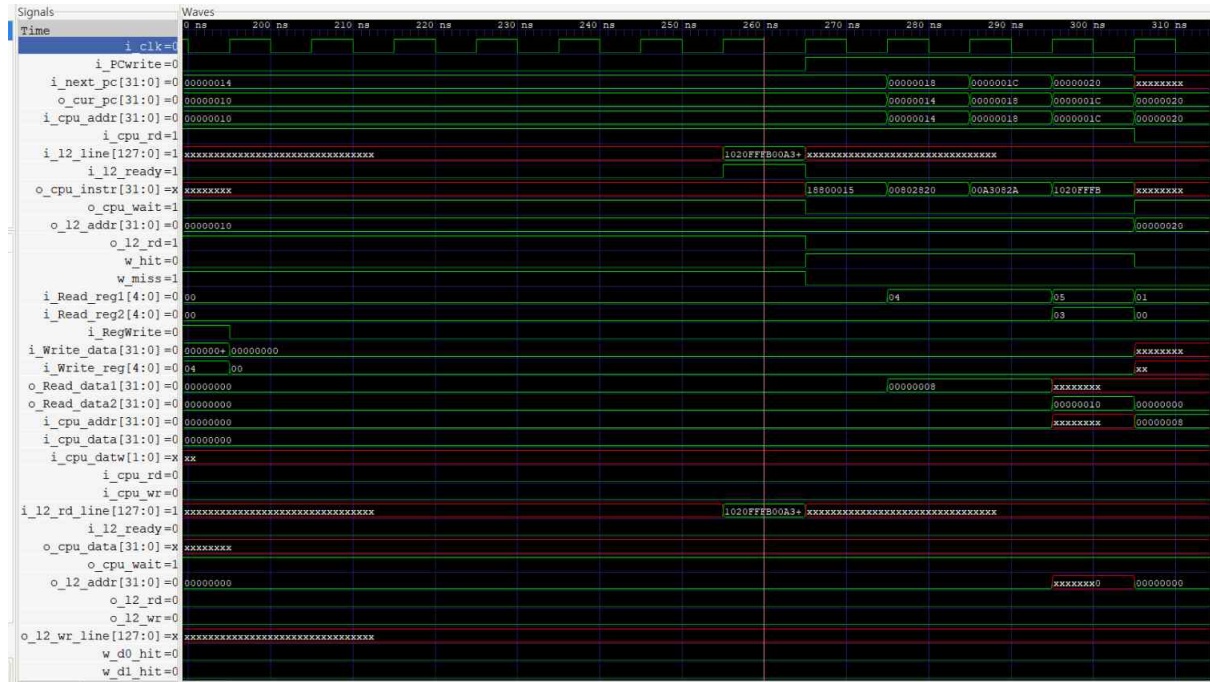 Signals Waves
Time 0 ns 200 ns 210 ns 220 ns 230 ns 240 ns 250 ns 260 ns 270 ns 280 ns 290 ns 300 ns 310 ns
i_clk=0
i_PCwrite=0
i_next_pc[31:0]=0 00000014 00000018 0000001C 00000020 xxxxxxxx
o_cur_pc[31:0]=0 00000010 00000014 00000018 0000001C 00000020
i_cpu_addr[31:0]=0 00000010 00000014 00000018 0000001C 00000020
i_cpu_rd=1
i_l2_line[127:0]=1 xxxxxxxxxxxxxxxxxxxxxxxxxxxxxxxx 1020FFFB00A3+ xxxxxxxxxxxxxxxxxxxxxxxxxxxxxxxx
i_l2_ready=1
o_cpu_instr[31:0]=x xxxxxxxx 18800015 00802820 00A3082A 1020FFFB xxxxxxxx
o_cpu_wait=1
o_l2_addr[31:0]=0 00000010 00000020
o_l2_rd=1
w_hit=0
w_miss=1
i_Read_reg1[4:0]=0 00 04 05 01
i_Read_reg2[4:0]=0 00 03 00
i_RegWrite=0
i_Write_data[31:0]=0 000000+ 00000000 xxxxxxxx
i_Write_reg[4:0]=0 04 00 xx
o_Read_data1[31:0]=0 00000000 00000008 xxxxxxxx
o_Read_data2[31:0]=0 00000000 00000010 00000000
i_cpu_addr[31:0]=0 00000000 xxxxxxxx 00000008
i_cpu_data[31:0]=0 00000000
i_cpu_datw[1:0]=x xx
i_cpu_rd=0
i_cpu_wr=0
i_l2_rd_line[127:0]=1 xxxxxxxxxxxxxxxxxxxxxxxxxxxxxxxx 1020FFFB00A3+ xxxxxxxxxxxxxxxxxxxxxxxxxxxxxxxx
i_l2_ready=0
o_cpu_data[31:0]=x xxxxxxxx
o_cpu_wait=1
o_l2_addr[31:0]=0 00000000 xxxxxxx0 00000000
o_l2_rd=0
o_l2_wr=0
o_l2_wr_line[127:0]=x xxxxxxxxxxxxxxxxxxxxxxxxxxxxxxxx
w_d0_hit=0
w_d1_hit=0